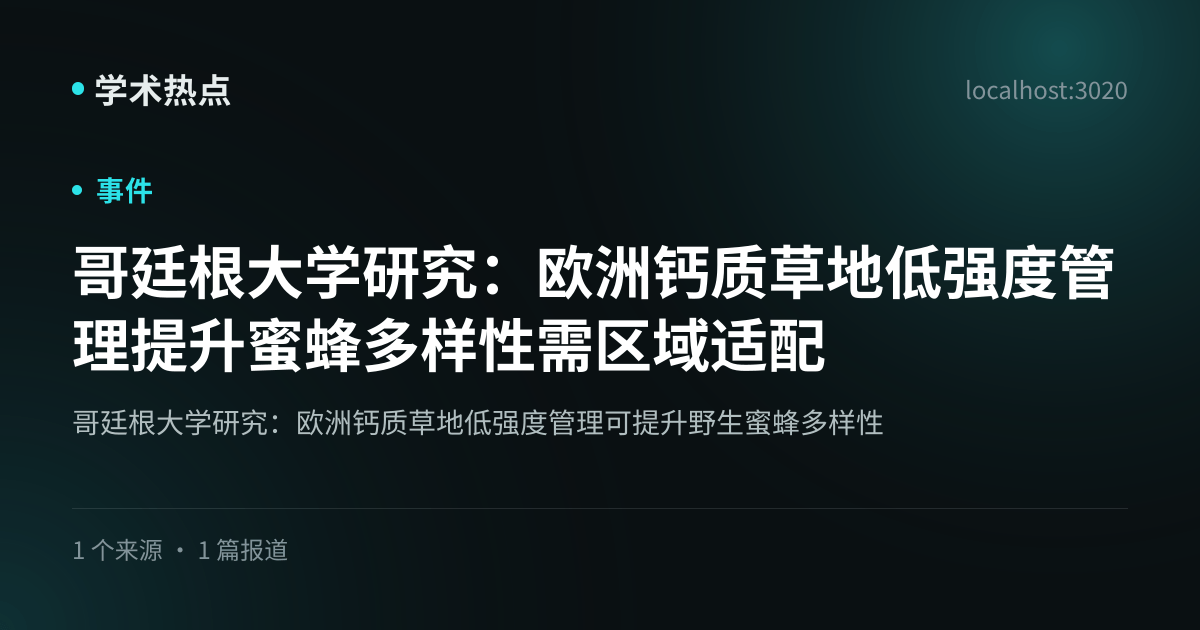 学术热点
localhost:3020
事件
哥廷根大学研究：欧洲钙质草地低强度管
理提升蜜蜂多样性需区域适配
哥廷根大学研究：欧洲钙质草地低强度管理可提升野生蜜蜂多样性
1 个来源 · 1 篇报道